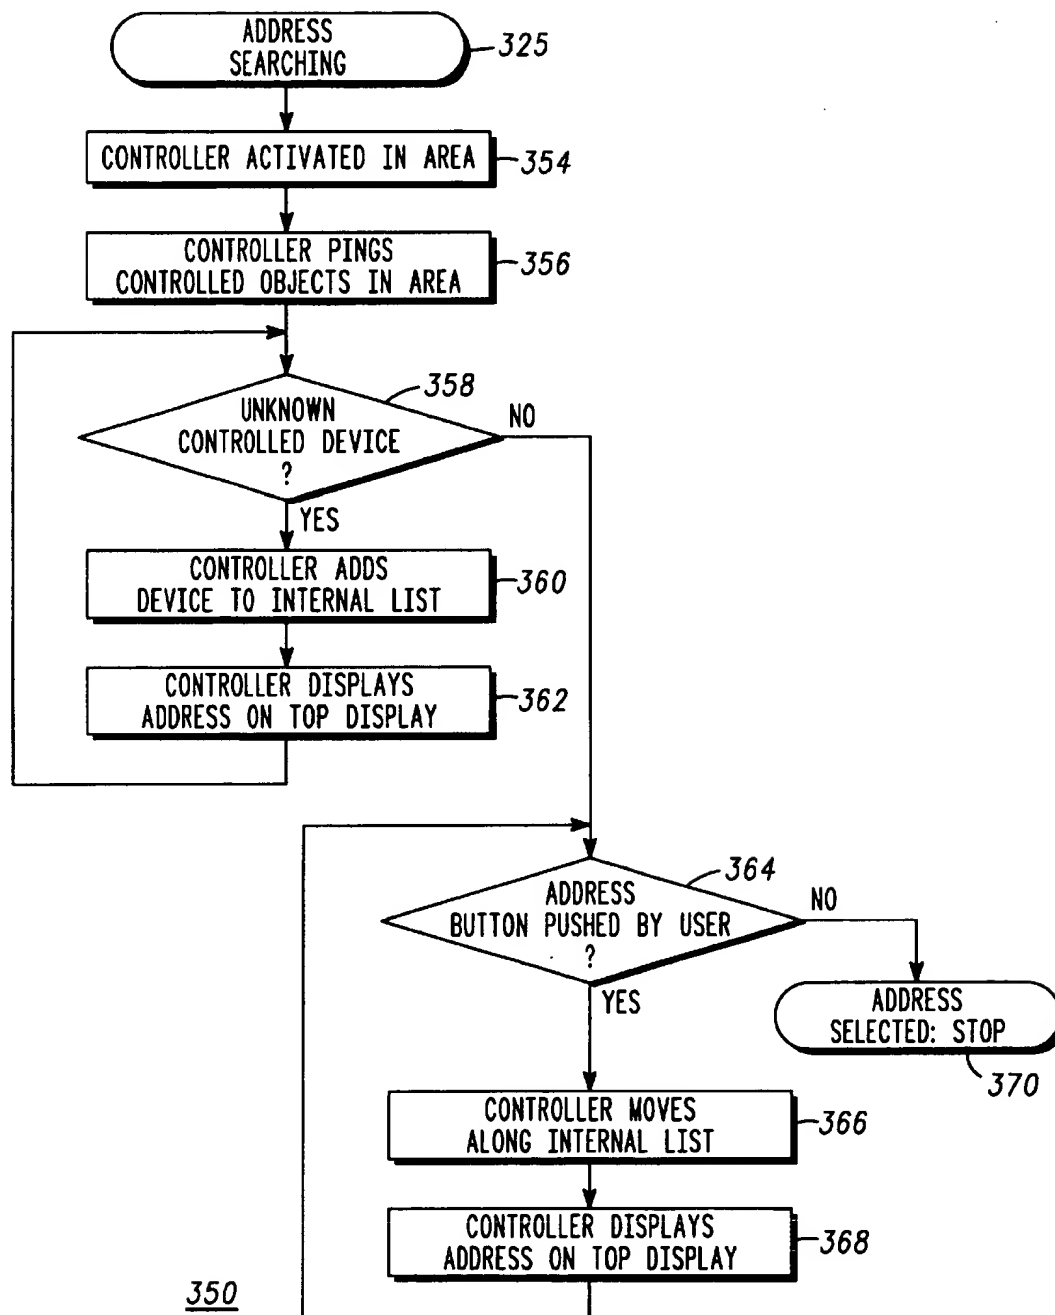 ADDRESS
SEARCHING
325
CONTROLLER ACTIVATED IN AREA
354
CONTROLLER PINGS
CONTROLLED OBJECTS IN AREA
356
358
UNKNOWN
CONTROLLED DEVICE
?
NO
YES
CONTROLLER ADDS
DEVICE TO INTERNAL LIST
360
CONTROLLER DISPLAYS
ADDRESS ON TOP DISPLAY
362
364
ADDRESS
BUTTON PUSHED BY USER
?
NO
YES
ADDRESS
SELECTED: STOP
370
CONTROLLER MOVES
ALONG INTERNAL LIST
366
CONTROLLER DISPLAYS
ADDRESS ON TOP DISPLAY
368
350